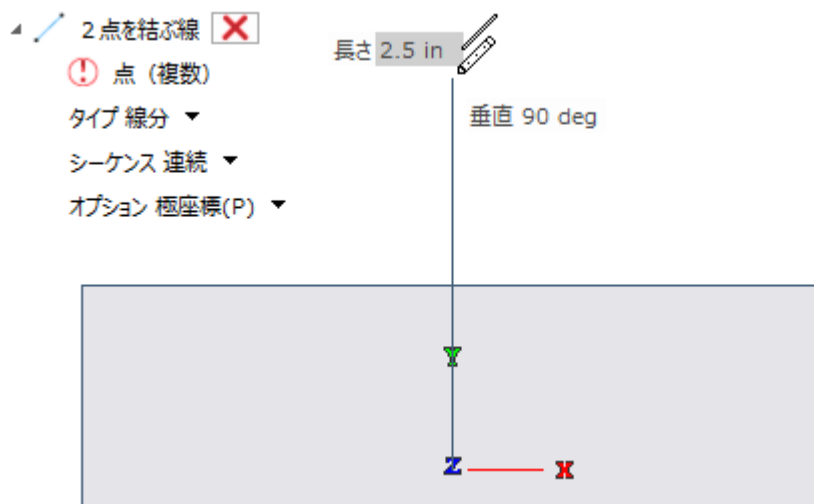 2 点を結ぶ線
長さ 2.5 in
点（複数）
垂直 90 deg
タイプ 線分
シーケンス 連続
オプション 極座標(P)
Y
Z X